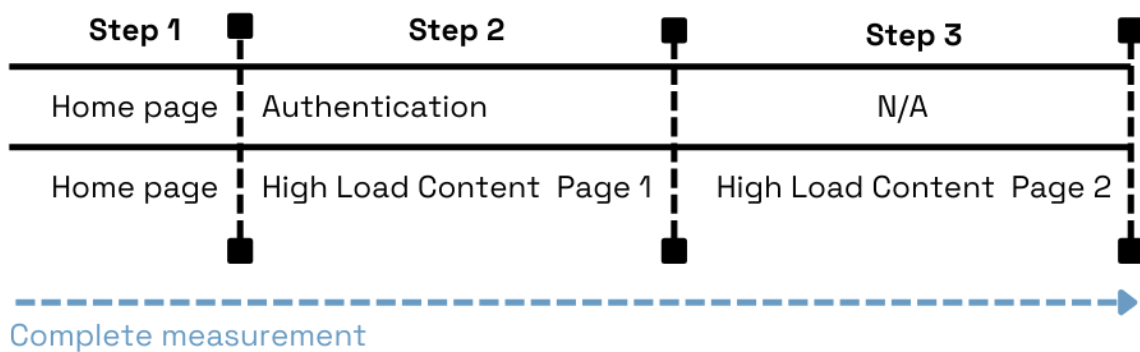 Step 1 Step 2 Step 3
Home page Authentication N/A
Home page High Load Content Page 1 High Load Content Page 2
Complete measurement